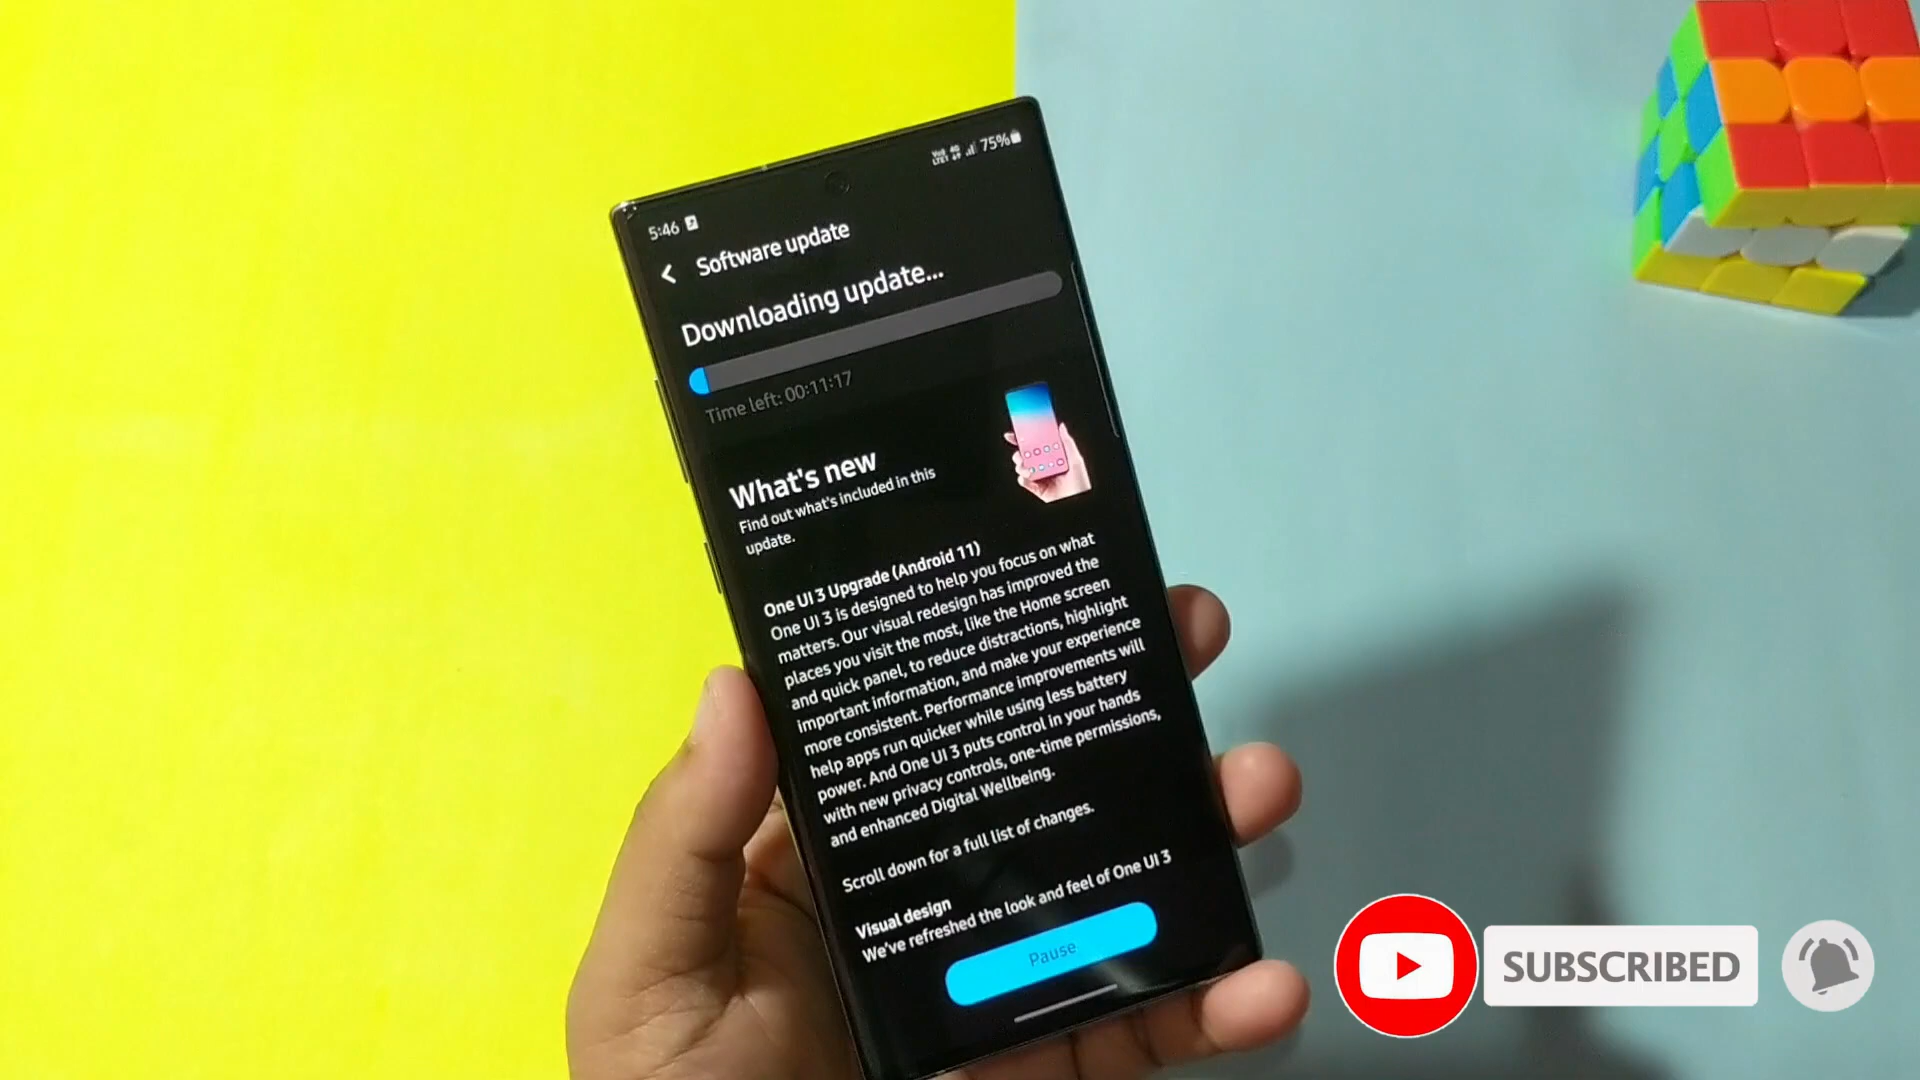 5:46
75%
Software update
Downloading update...
Time left: 00:11:17
What's new
Find out what's included in this
update.
One UI 3 Upgrade (Android 11)
One UI 3 is designed to help you focus on what
matters. Our visual redesign has improved the
places you visit the most, like the Home screen
and quick panel, to reduce distractions, highlight
important information, and make your experience
more consistent. Performance improvements will
help apps run quicker while using less battery
power. And One UI 3 puts control in your hands
with new privacy controls, one-time permissions,
and enhanced Digital Wellbeing.
Scroll down for a full list of changes.
Visual design
We've refreshed the look and feel of One UI 3
Pause
SUBSCRIBED